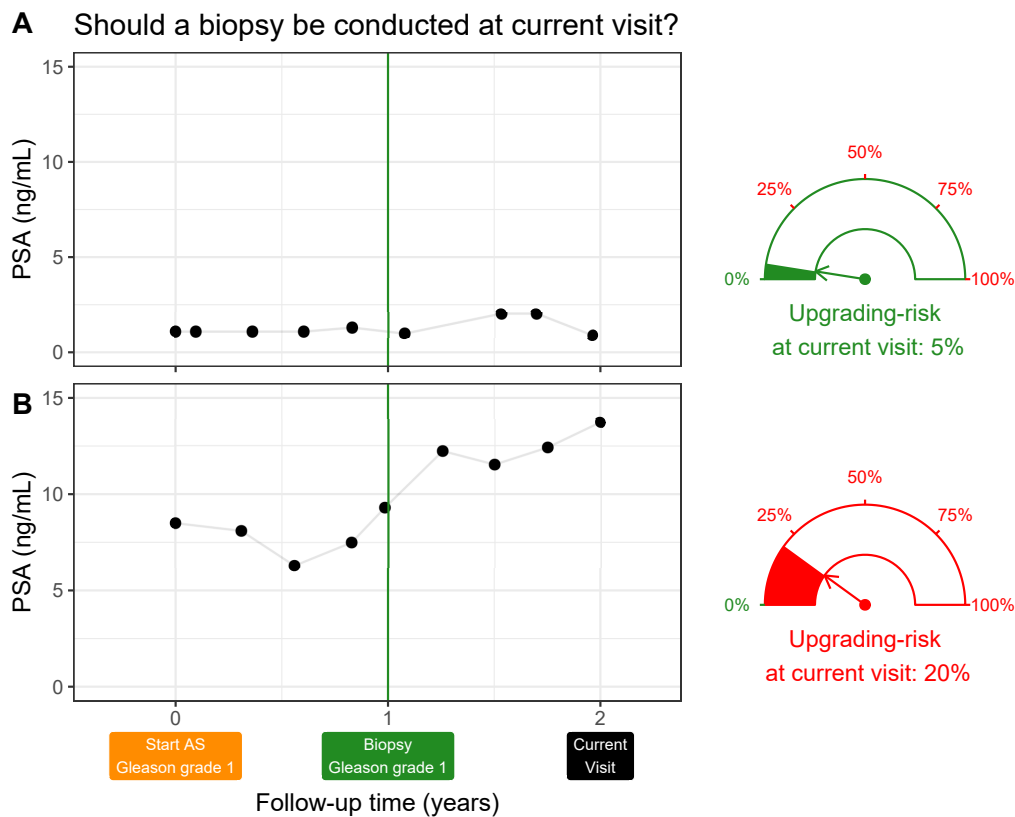 A
Should a biopsy be conducted at current visit?
15
10
5
0
PSA (ng/mL)
50%
25%
75%
0%
100%
Upgrading-risk
at current visit: 5%
B
15
10
5
0
PSA (ng/mL)
50%
25%
75%
0%
100%
Upgrading-risk
at current visit: 20%
0
1
2
Start AS
Gleason grade 1
Biopsy
Gleason grade 1
Current
Visit
Follow-up time (years)